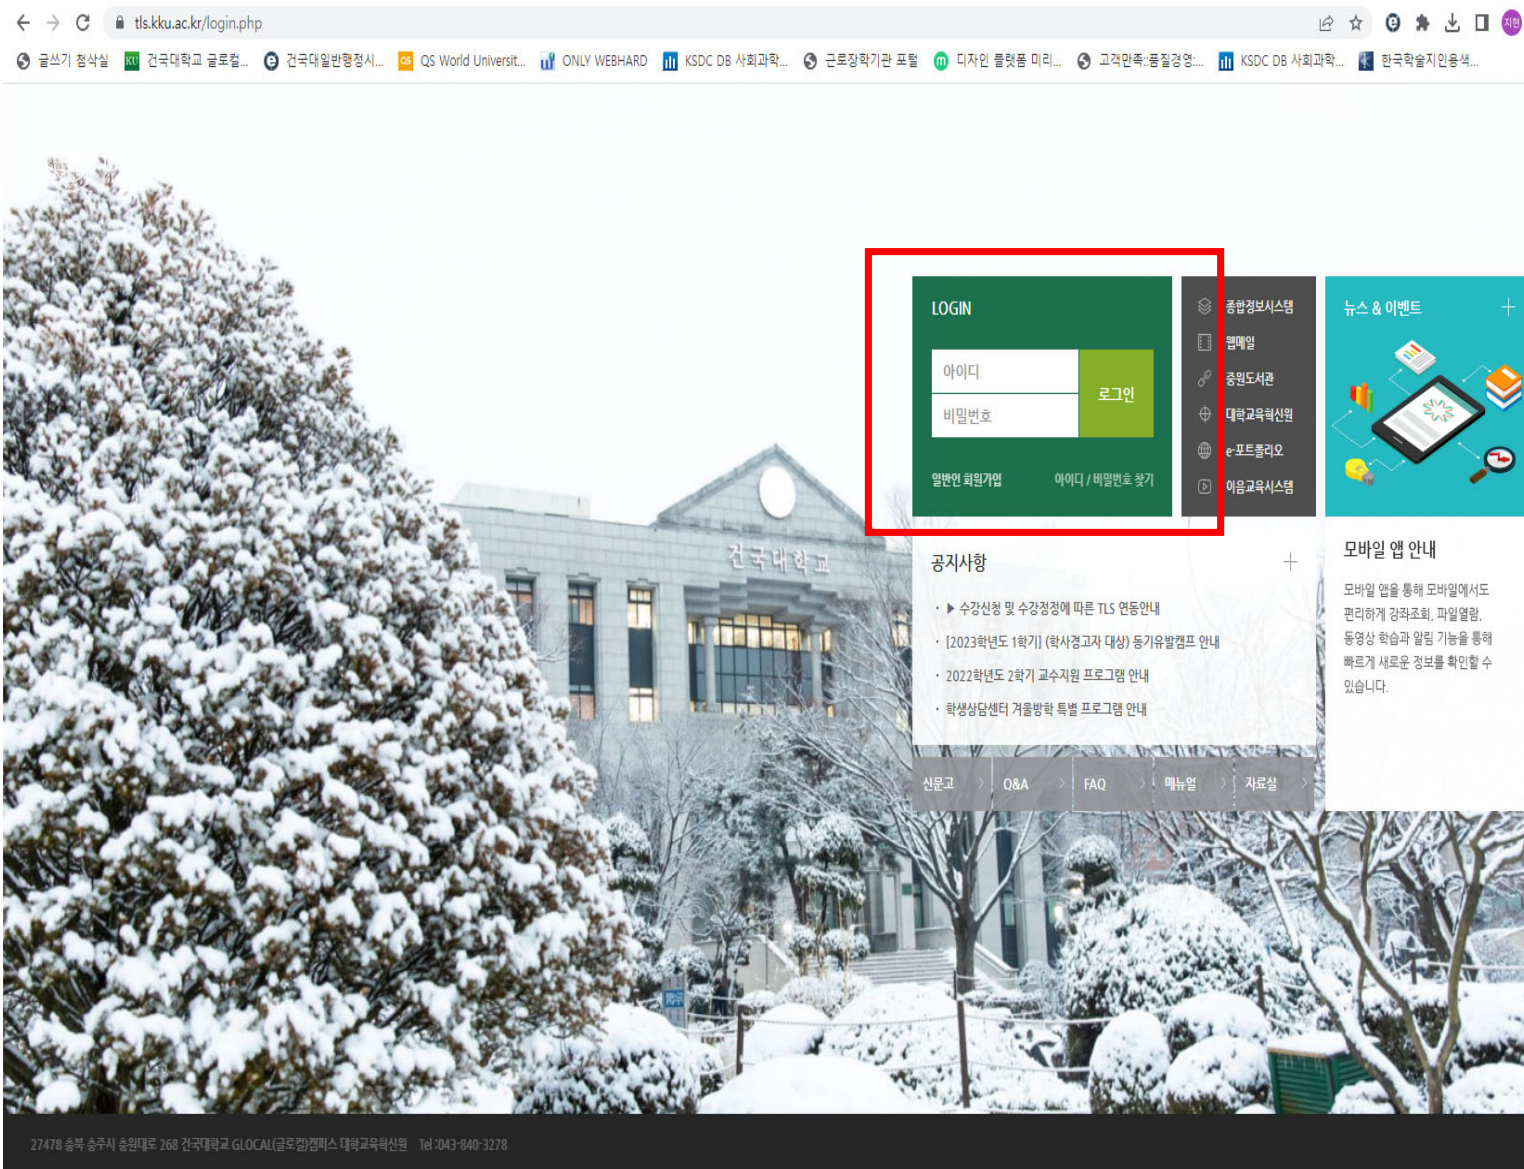 tls.kku.ac.kr/login.php
지현
글쓰기 첨삭실
KU 건국대학교 글로컬...
건국대일반행정시...
QS QS World Universit...
ONLY WEBHARD
KSDC DB 사회과학...
근로장학기관 포털
디자인 플랫폼 미리...
고객만족::품질경영:...
KSDC DB 사회과학...
한국학술지인용색...
LOGIN
아이디
비밀번호
로그인
일반인 회원가입
아이디 / 비밀번호 찾기
종합정보시스템
웹메일
중원도서관
대학교육혁신원
e-포트폴리오
이음교육시스템
뉴스 & 이벤트
건국대학교
공지사항
· ▶ 수강신청 및 수강정정에 따른 TLS 연동안내
· [2023학년도 1학기] (학사경고자 대상) 동기유발캠프 안내
· 2022학년도 2학기 교수지원 프로그램 안내
· 학생상담센터 겨울방학 특별 프로그램 안내
모바일 앱 안내
모바일 앱을 통해 모바일에서도
편리하게 강좌조회, 파일열람,
동영상 학습과 알림 기능을 통해
빠르게 새로운 정보를 확인할 수
있습니다.
신문고
Q&A
FAQ
매뉴얼
자료실
27478 충북 충주시 충원대로 268 건국대학교 GLOCAL(글로컬)캠퍼스 대학교육혁신원 Tel :043-840-3278